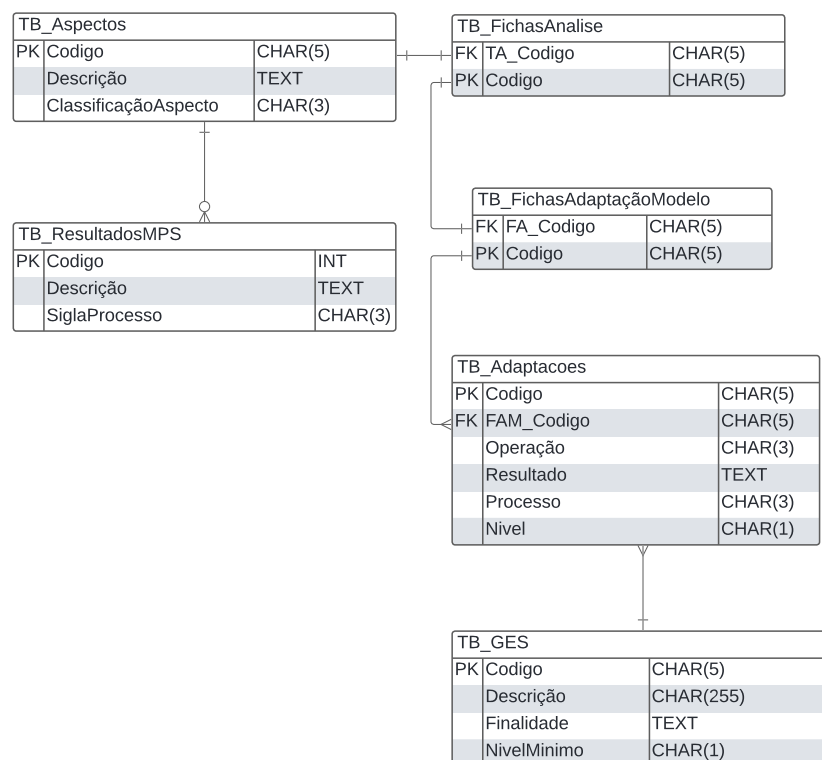 TB_Aspectos
PK Codigo CHAR(5)
Descrição TEXT
ClassificaçãoAspecto CHAR(3)
TB_FichasAnalise
FK TA_Codigo CHAR(5)
PK Codigo CHAR(5)
TB_FichasAdaptaçãoModelo
FK FA_Codigo CHAR(5)
PK Codigo CHAR(5)
TB_ResultadosMPS
PK Codigo INT
Descrição TEXT
SiglaProcesso CHAR(3)
TB_Adaptacoes
PK Codigo CHAR(5)
FK FAM_Codigo CHAR(5)
Operação CHAR(3)
Resultado TEXT
Processo CHAR(3)
Nivel CHAR(1)
TB_GES
PK Codigo CHAR(5)
Descrição CHAR(255)
Finalidade TEXT
NivelMinimo CHAR(1)